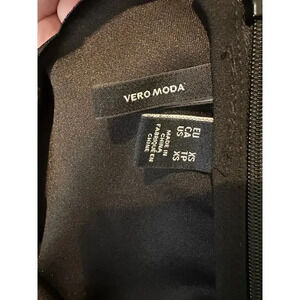 VERO MODA
EU XS
CA TP
US XS
MADE IN
CHINA
FABRIQUÉ EN
CHINE